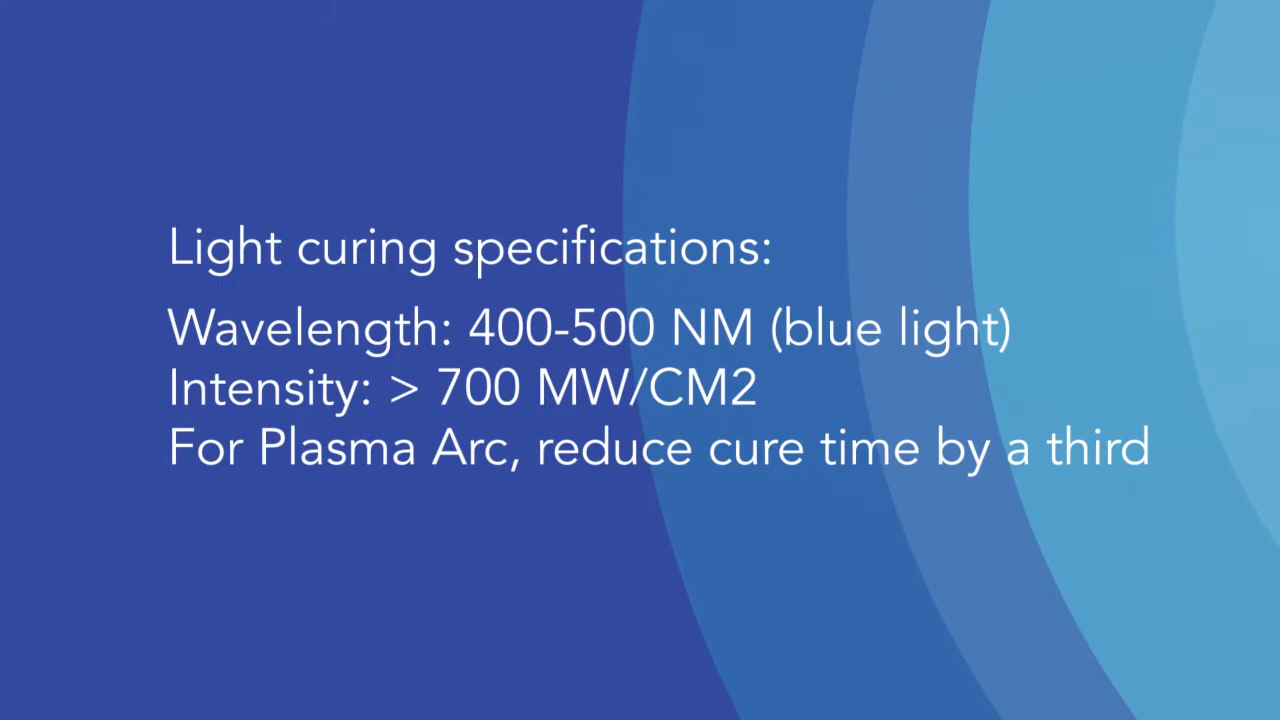 Light curing specifications:
Wavelength: 400-500 NM (blue light)
Intensity: > 700 MW/CM2
For Plasma Arc, reduce cure time by a third